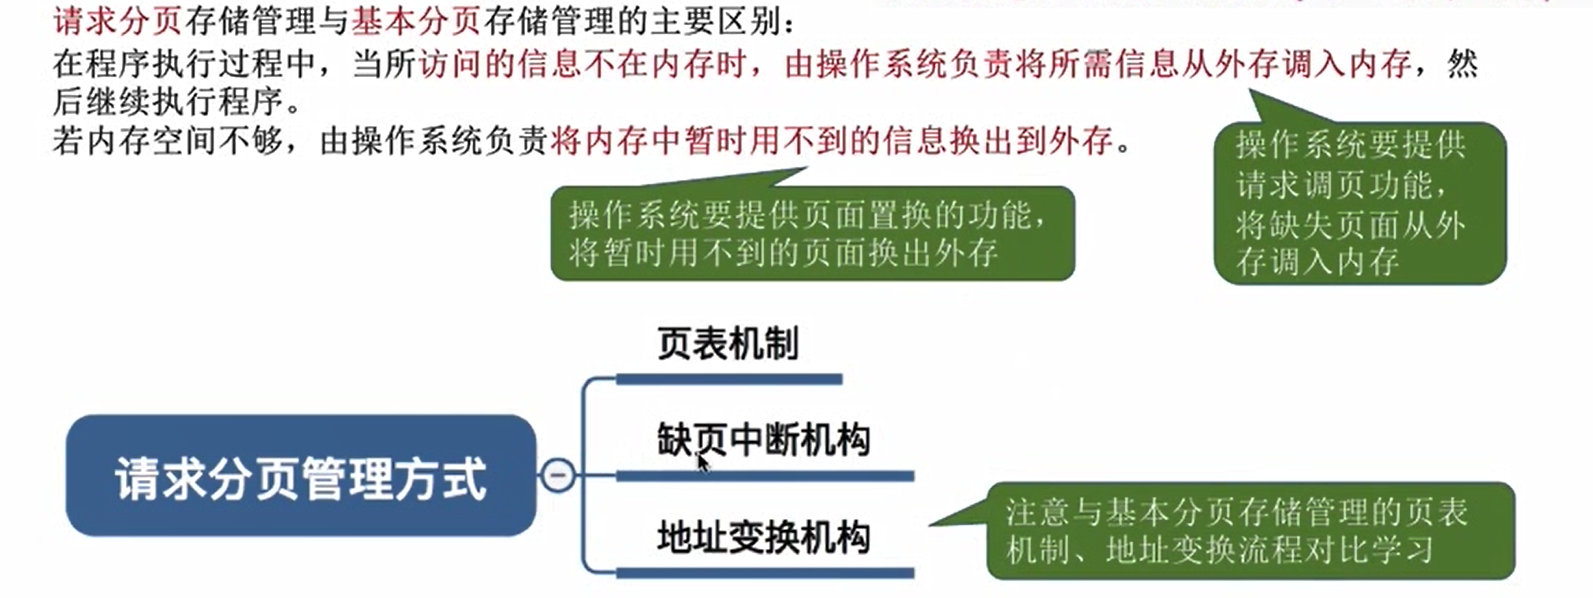 请求分页存储管理与基本分页存储管理的主要区别：
在程序执行过程中，当所访问的信息不在内存时，由操作系统负责将所需信息从外存调入内存，然
后继续执行程序。
若内存空间不够，由操作系统负责将内存中暂时用不到的信息换出到外存。
操作系统要提供
请求调页功能，
将缺失页面从外
存调入内存
操作系统要提供页面置换的功能，
将暂时用不到的页面换出外存
请求分页管理方式
页表机制
缺页中断机构
地址变换机构
注意与基本分页存储管理的页表
机制、地址变换流程对比学习